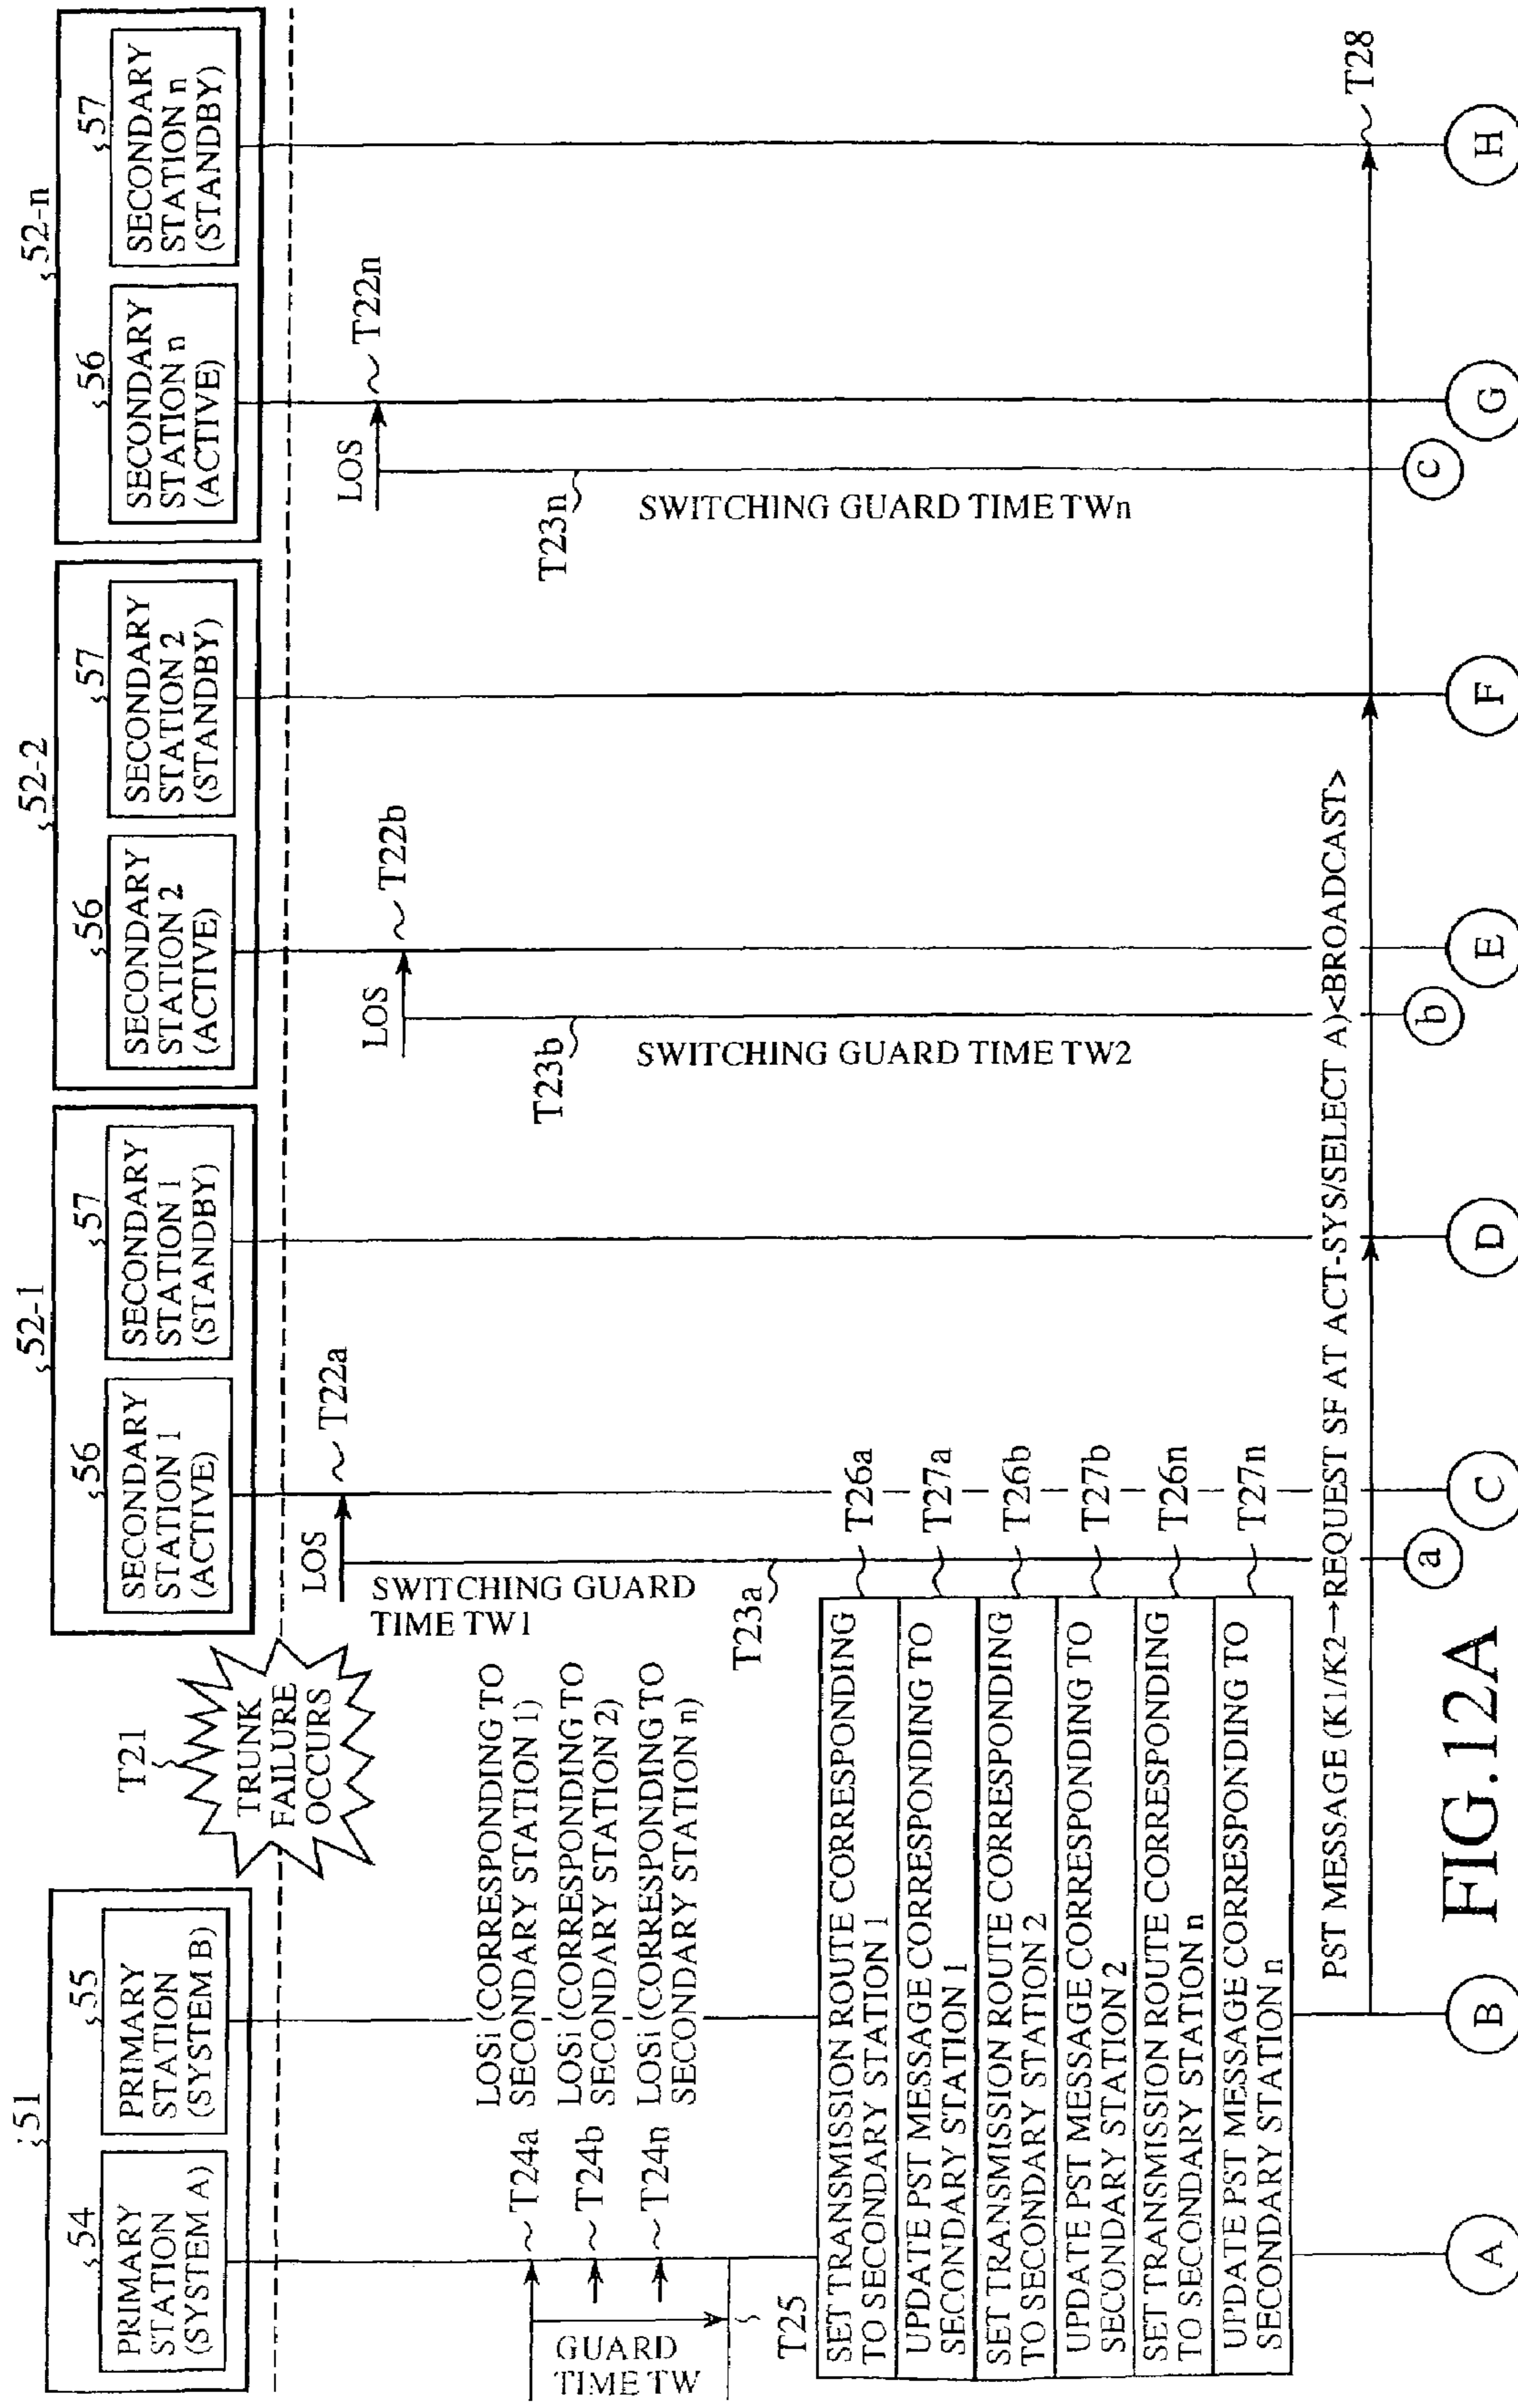 51
54
PRIMARY
STATION
(SYSTEM A)
55
PRIMARY
STATION
(SYSTEM B)
52-1
56
SECONDARY
STATION 1
(ACTIVE)
57
SECONDARY
STATION 1
(STANDBY)
52-2
56
SECONDARY
STATION 2
(ACTIVE)
57
SECONDARY
STATION 2
(STANDBY)
52-n
56
SECONDARY
STATION n
(ACTIVE)
57
SECONDARY
STATION n
(STANDBY)
T21
TRUNK
FAILURE
OCCURS
LOS
T22a
SWITCHING GUARD
TIME TW1
T23a
LOS
T22b
T23b
SWITCHING GUARD TIME TW2
LOS
T22n
T23n
SWITCHING GUARD TIME TWn
T24a
LOSi (CORRESPONDING TO
SECONDARY STATION 1)
T24b
LOSi (CORRESPONDING TO
SECONDARY STATION 2)
T24n
LOSi (CORRESPONDING TO
SECONDARY STATION n)
GUARD
TIME TW
T25
SET TRANSMISSION ROUTE CORRESPONDING
TO SECONDARY STATION 1
T26a
UPDATE PST MESSAGE CORRESPONDING TO
SECONDARY STATION 1
T27a
SET TRANSMISSION ROUTE CORRESPONDING
TO SECONDARY STATION 2
T26b
UPDATE PST MESSAGE CORRESPONDING TO
SECONDARY STATION 2
T27b
SET TRANSMISSION ROUTE CORRESPONDING
TO SECONDARY STATION n
T26n
UPDATE PST MESSAGE CORRESPONDING TO
SECONDARY STATION n
T27n
PST MESSAGE (K1/K2→REQUEST SF AT ACT-SYS/SELECT A)<BROADCAST>
T28
A
B
a
C
D
b
E
F
c
G
H
FIG.12A